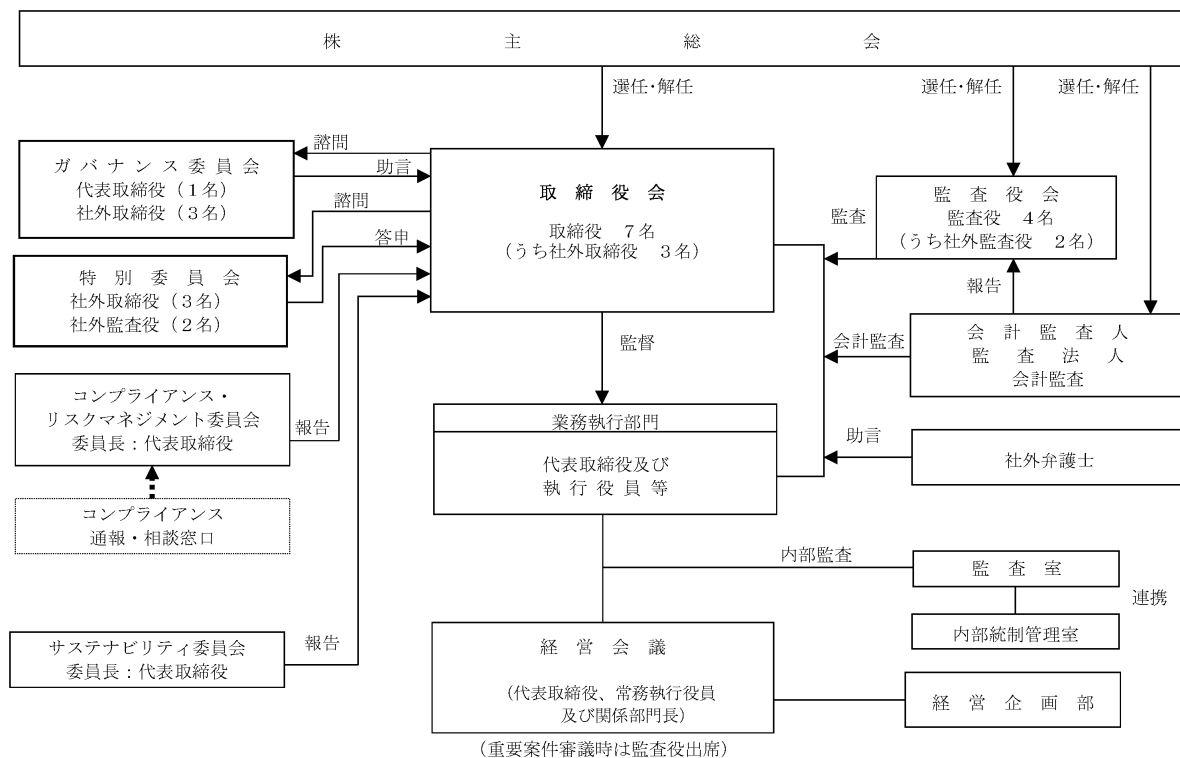 株主総会
選任・解任
選任・解任
選任・解任
諮問
ガバナンス委員会
代表取締役（1名）
社外取締役（3名）
助言
諮問
答申
取締役会
取締役　7名
（うち社外取締役　3名）
監査
監査役会
監査役　4名
（うち社外監査役　2名）
特別委員会
社外取締役（3名）
社外監査役（2名）
報告
監督
会計監査
会計監査人
監査法人
会計監査
コンプライアンス・
リスクマネジメント委員会
委員長：代表取締役
報告
業務執行部門
代表取締役及び
執行役員等
助言
社外弁護士
コンプライアンス
通報・相談窓口
内部監査
監査室
連携
内部統制管理室
サステナビリティ委員会
委員長：代表取締役
報告
経営会議
（代表取締役、常務執行役員
及び関係部門長）
経営企画部
（重要案件審議時は監査役出席）